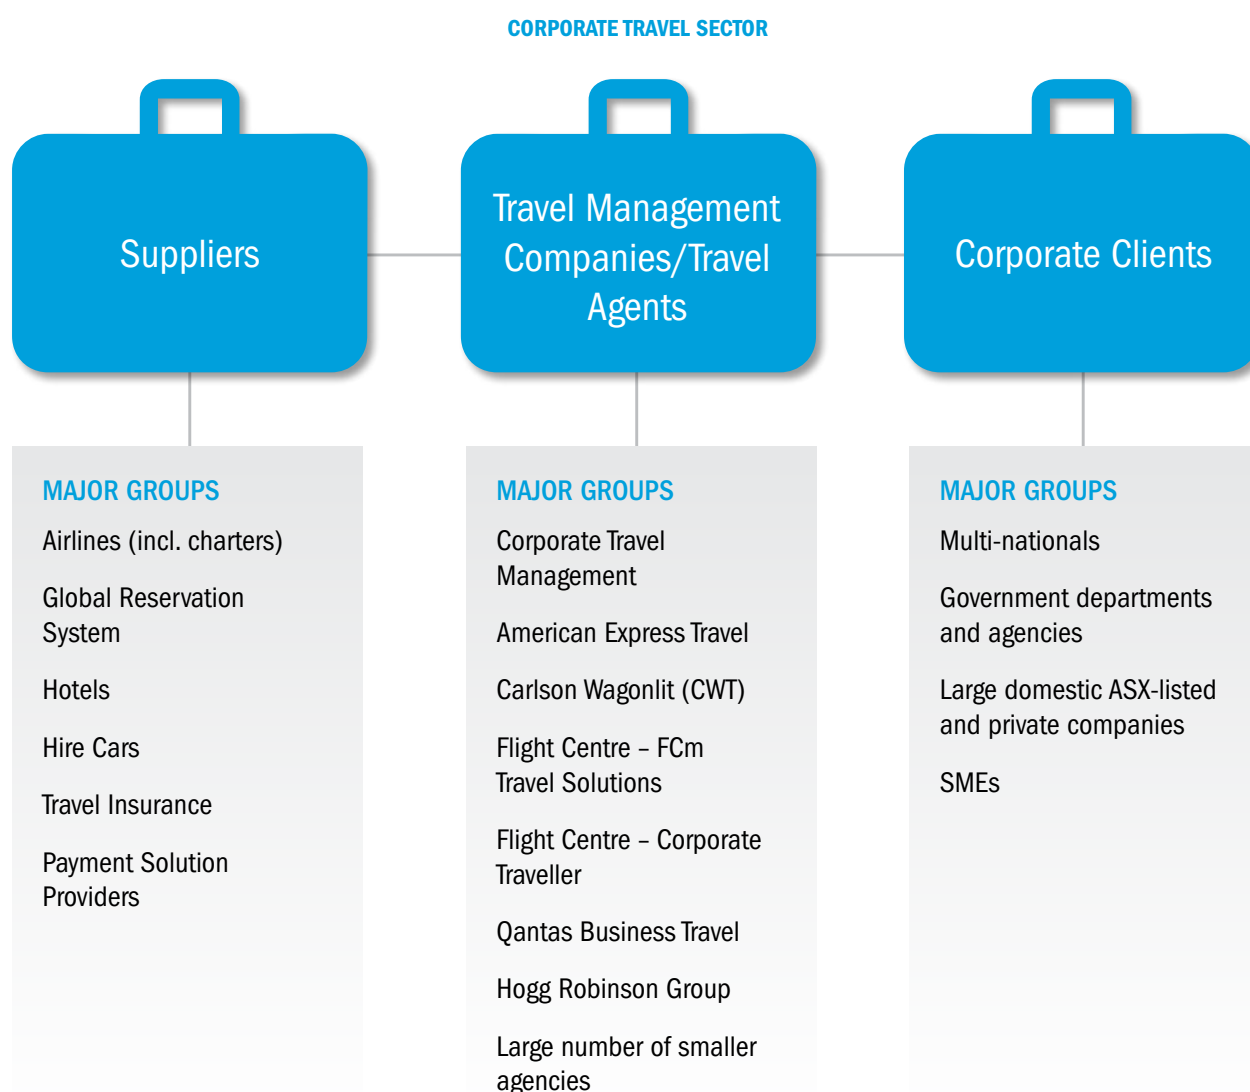 CORPORATE TRAVEL SECTOR
Suppliers
Travel Management
Companies/Travel
Agents
Corporate Clients
MAJOR GROUPS
Airlines (incl. charters)
Global Reservation
System
Hotels
Hire Cars
Travel Insurance
Payment Solution
Providers
MAJOR GROUPS
Corporate Travel
Management
American Express Travel
Carlson Wagonlit (CWT)
Flight Centre – FCm
Travel Solutions
Flight Centre – Corporate
Traveller
Qantas Business Travel
Hogg Robinson Group
Large number of smaller
agencies
MAJOR GROUPS
Multi-nationals
Government departments
and agencies
Large domestic ASX-listed
and private companies
SMEs